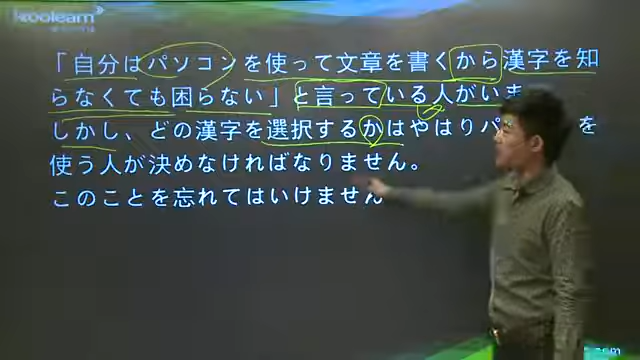 koolearn
「自分はパソコンを使って文章を書くから漢字を知
らなくても困らない」と言っている人がいま
しかし、どの漢字を選択するかはやはりパ を
使う人が決めなければなりません。
このことを忘れてはいけません